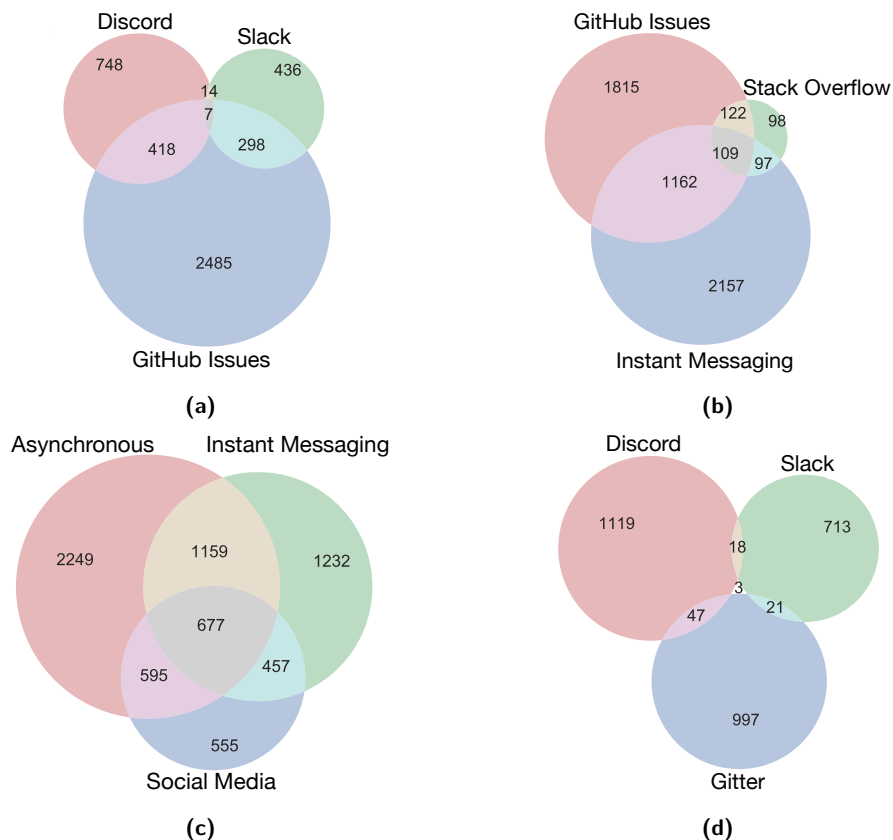 Discord
Slack
748
436
14
7
418
298
2485
GitHub Issues
(a)
GitHub Issues
1815
Stack Overflow
122
98
109
97
1162
2157
Instant Messaging
(b)
Asynchronous
Instant Messaging
2249
1159
1232
677
595
457
555
Social Media
(c)
Discord
Slack
1119
713
18
3
47
21
997
Gitter
(d)